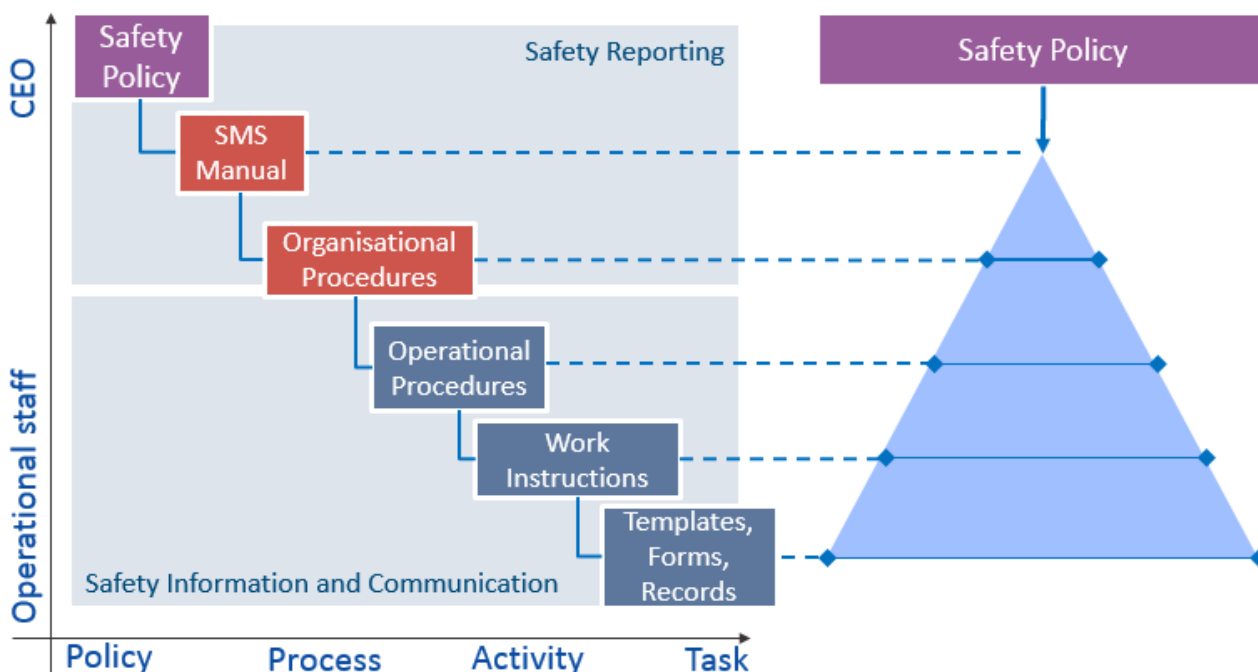 Safety
Policy
Safety Reporting
Safety Policy
CEO
SMS
Manual
Organisational
Procedures
Operational
Procedures
Work
Instructions
Templates,
Forms,
Records
Safety Information and Communication
Operational staff
Policy
Process
Activity
Task